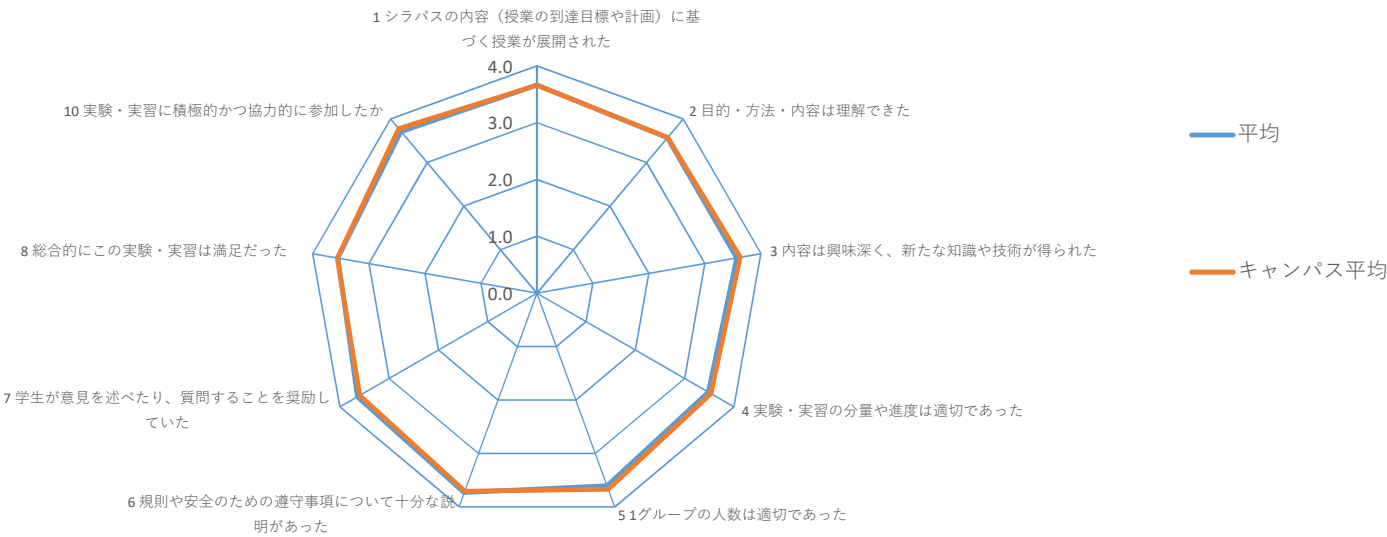 1 シラバスの内容（授業の到達目標や計画）に基
づく授業が展開された
4.0
3.0
2.0
1.0
0.0
2 目的・方法・内容は理解できた
3 内容は興味深く、新たな知識や技術が得られた
4 実験・実習の分量や進度は適切であった
5 1グループの人数は適切であった
6 規則や安全のための遵守事項について十分な説
明があった
7 学生が意見を述べたり、質問することを奨励し
ていた
8 総合的にこの実験・実習は満足だった
10 実験・実習に積極的かつ協力的に参加したか
平均
キャンパス平均